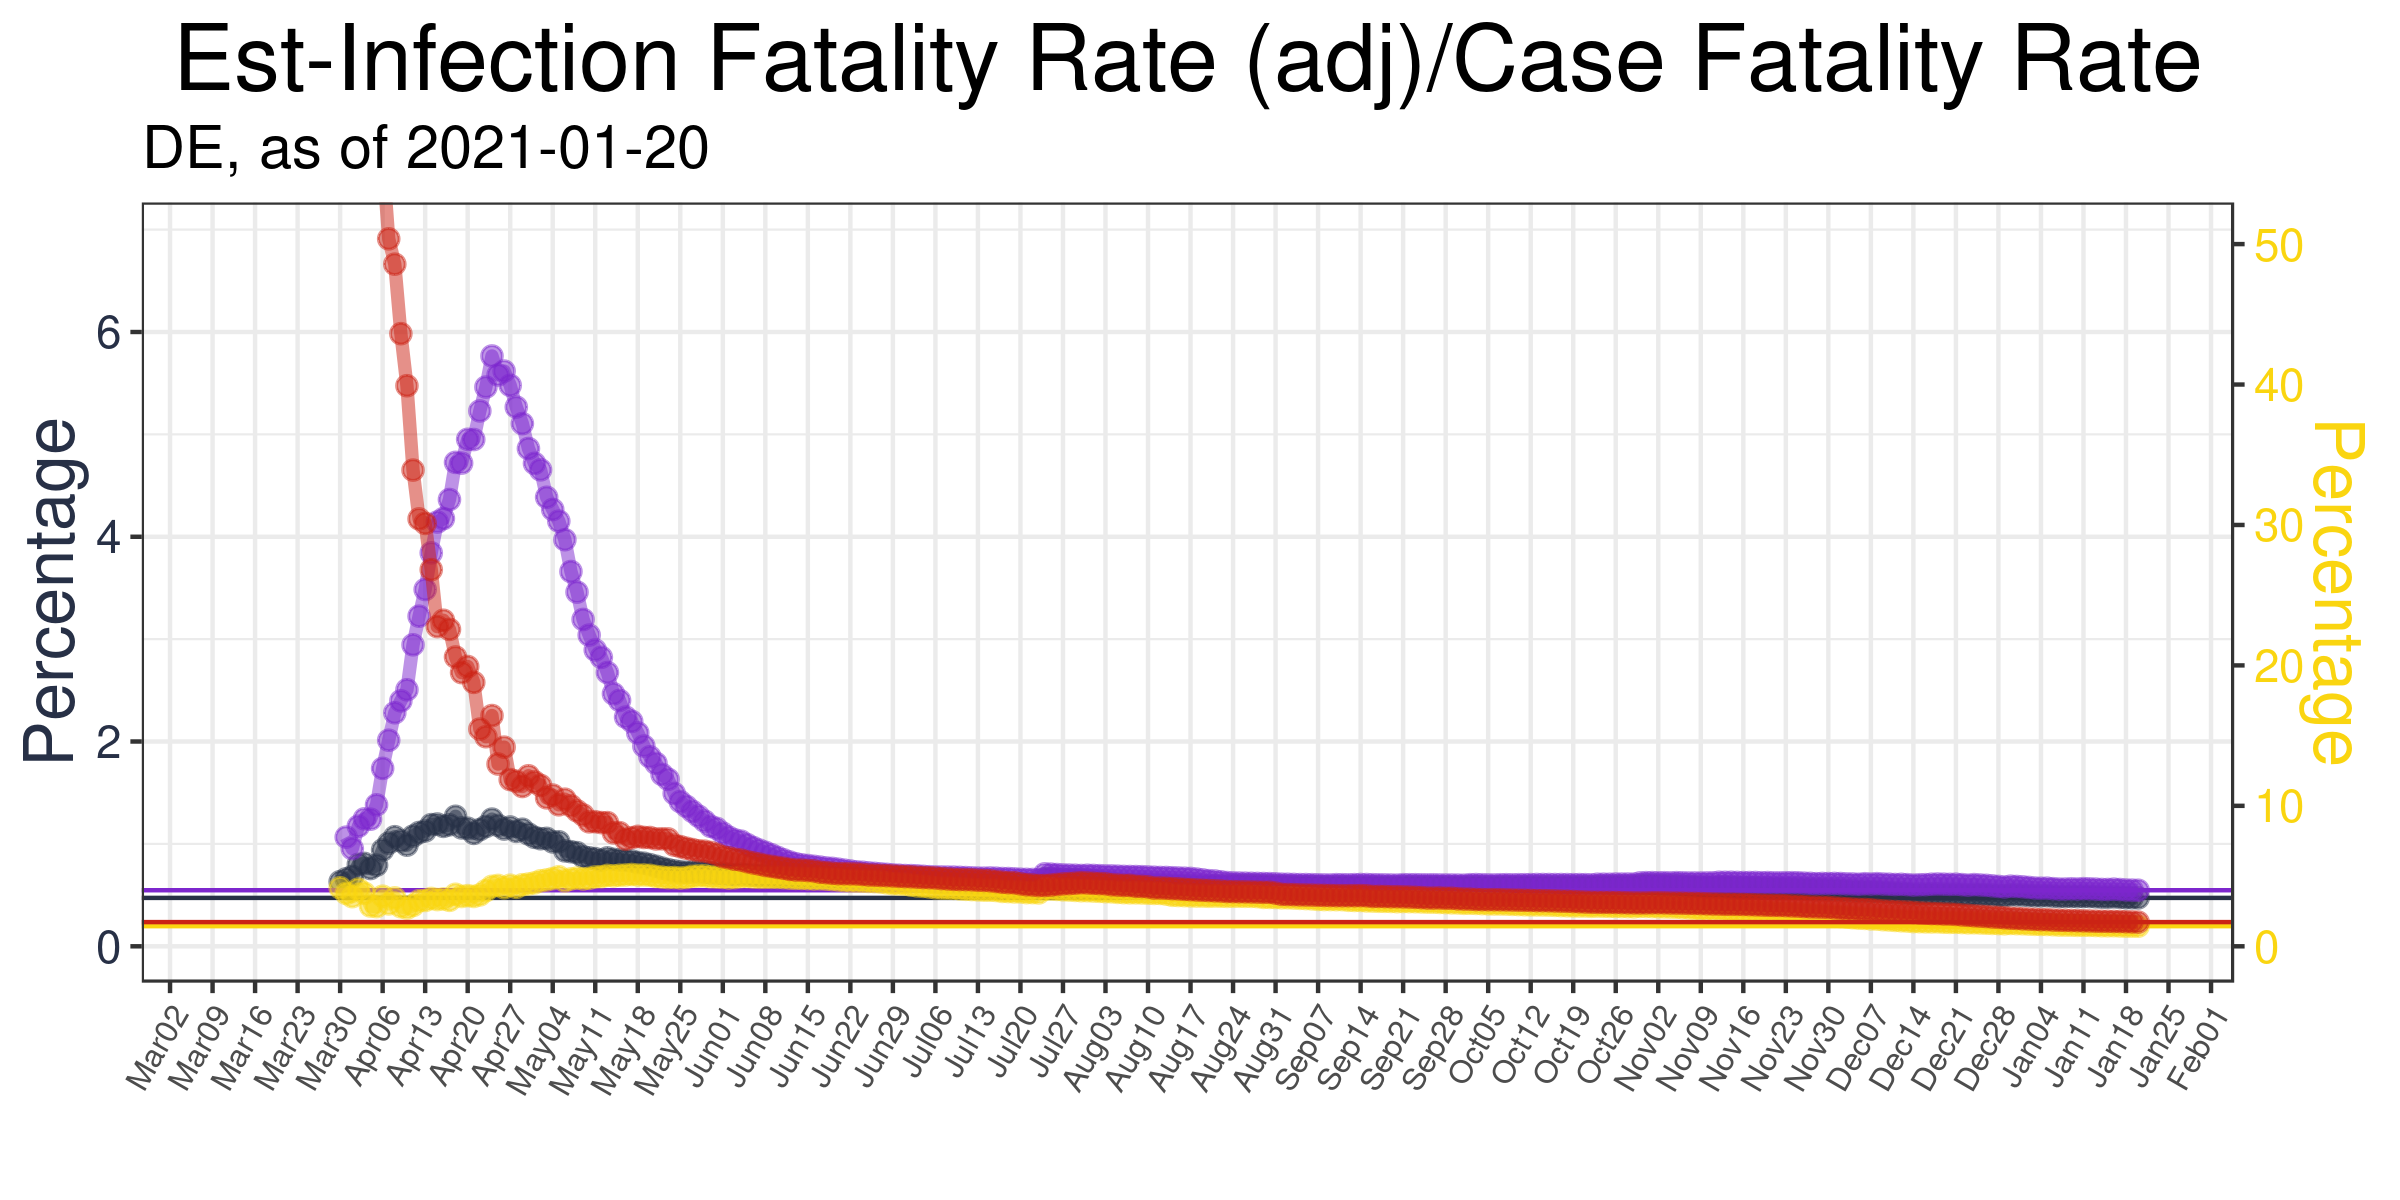 Est-Infection Fatality Rate (adj)/Case Fatality Rate
DE, as of 2021-01-20
Percentage
6
4
2
0
50
40
30
20
10
0
Percentage
Mar02 Mar09 Mar16 Mar23 Mar30 Apr06 Apr13 Apr20 Apr27 May04 May11 May18 May25 Jun01 Jun08 Jun15 Jun22 Jun29 Jul06 Jul13 Jul20 Jul27 Aug03 Aug10 Aug17 Aug24 Aug31 Sep07 Sep14 Sep21 Sep28 Oct05 Oct12 Oct19 Oct26 Nov02 Nov09 Nov16 Nov23 Nov30 Dec07 Dec14 Dec21 Dec28 Jan04 Jan11 Jan18 Jan25 Feb01